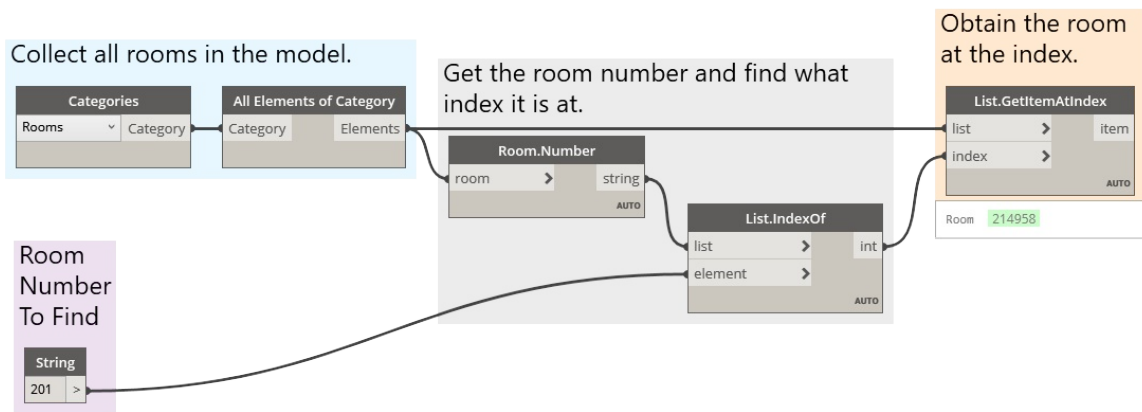 Collect all rooms in the model.
Categories
Rooms
Category
All Elements of Category
Category
Elements
Get the room number and find what
index it is at.
Room.Number
room > string
AUTO
List.IndexOf
list > int
element >
AUTO
Obtain the room
at the index.
List.GetItemAtIndex
list > item
index >
AUTO
Room 214958
Room
Number
To Find
String
201 >